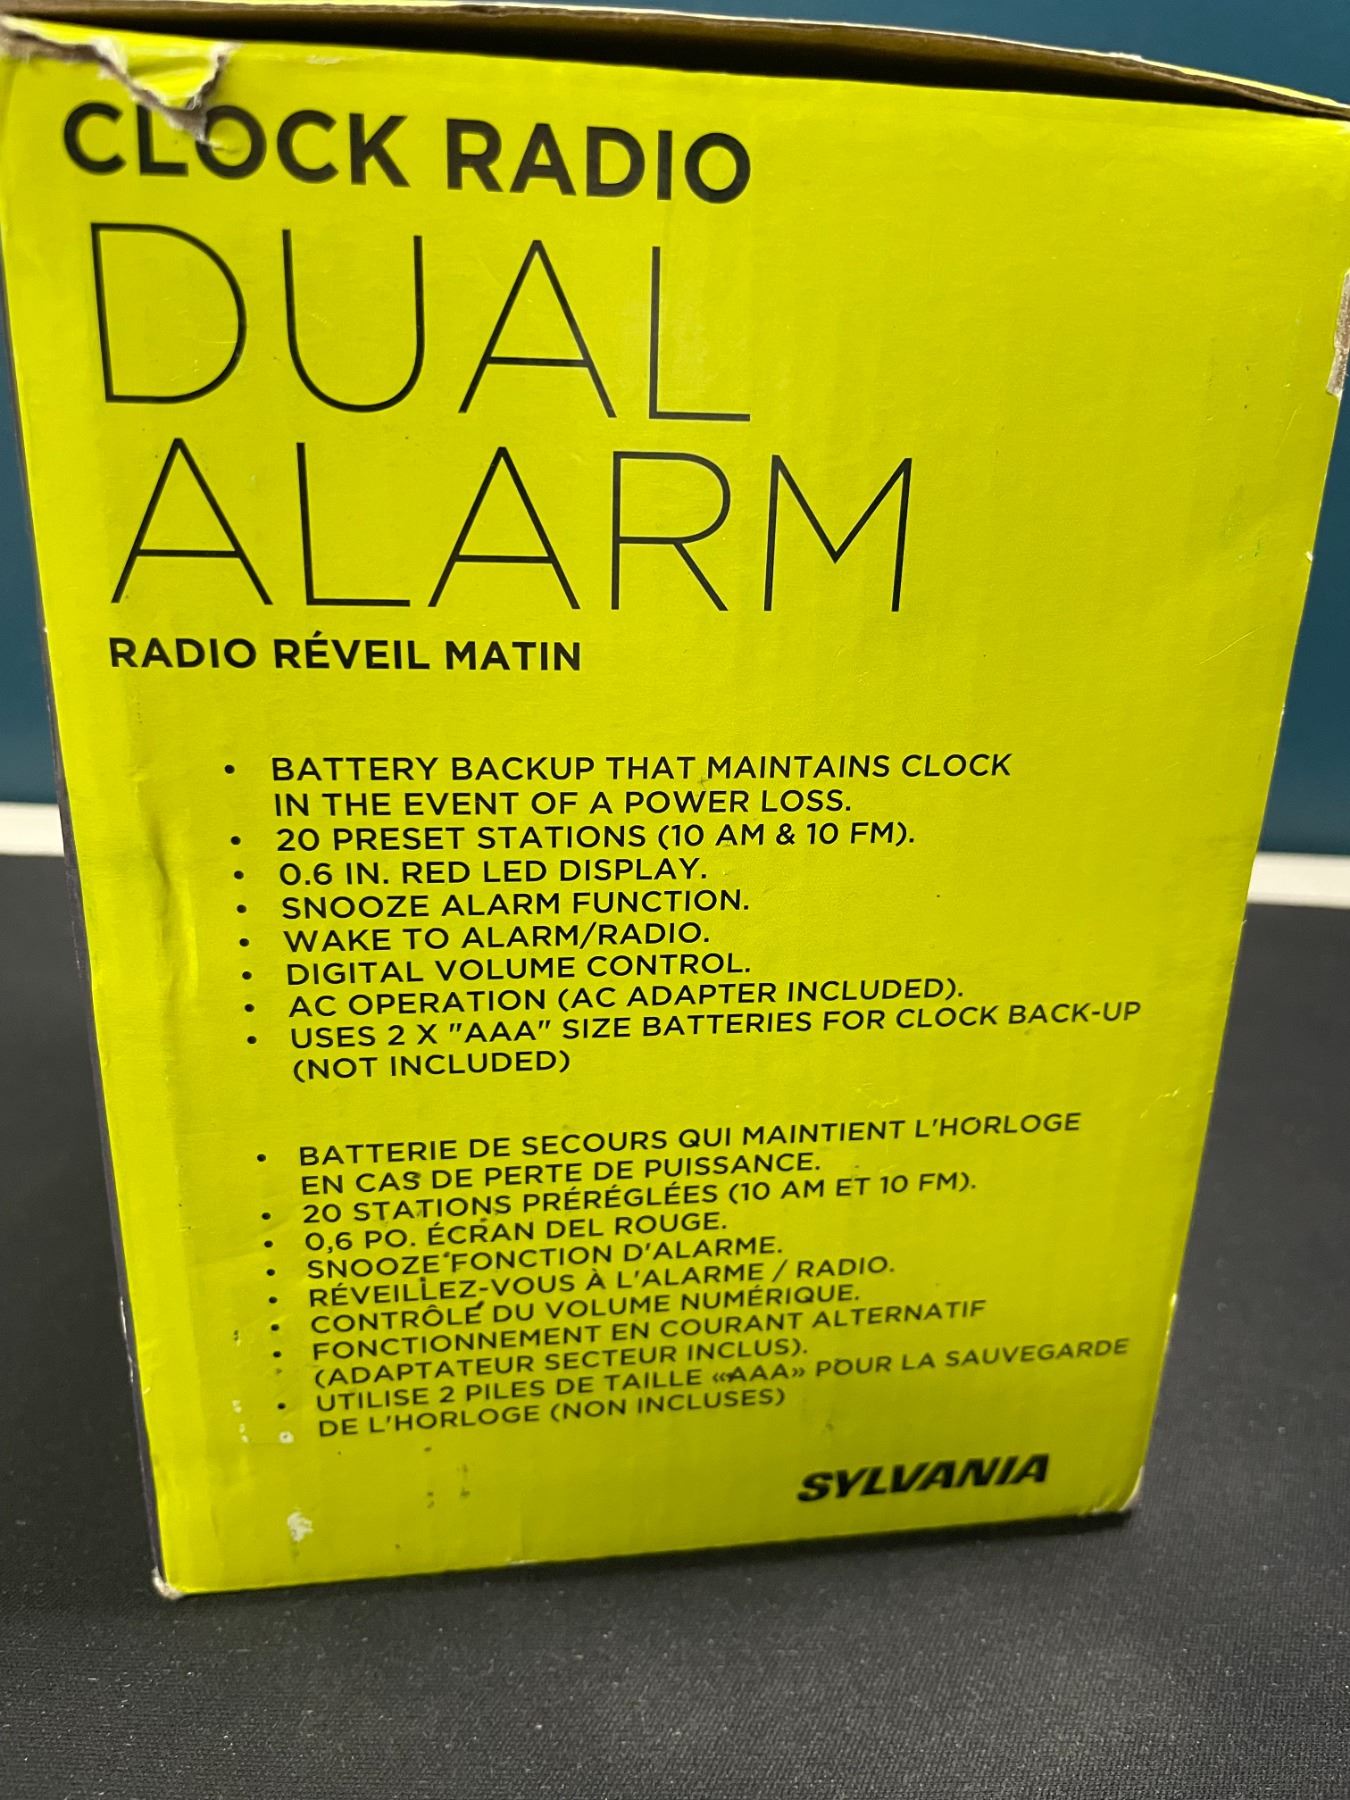 CLOCK RADIO
DUAL
ALARM
RADIO RÉVEIL MATIN
• BATTERY BACKUP THAT MAINTAINS CLOCK
IN THE EVENT OF A POWER LOSS.
• 20 PRESET STATIONS (10 AM & 10 FM).
• 0.6 IN. RED LED DISPLAY.
• SNOOZE ALARM FUNCTION.
• WAKE TO ALARM/RADIO.
• DIGITAL VOLUME CONTROL.
• AC OPERATION (AC ADAPTER INCLUDED).
• USES 2 X "AAA" SIZE BATTERIES FOR CLOCK BACK-UP
(NOT INCLUDED)
• BATTERIE DE SECOURS QUI MAINTIENT L'HORLOGE
EN CAS DE PERTE DE PUISSANCE.
• 20 STATIONS PRÉRÉGLÉES (10 AM ET 10 FM).
• 0,6 PO. ÉCRAN DEL ROUGE.
• SNOOZE FONCTION D'ALARME.
• RÉVEILLEZ-VOUS À L'ALARME / RADIO.
• CONTRÔLE DU VOLUME NUMÉRIQUE.
• FONCTIONNEMENT EN COURANT ALTERNATIF
(ADAPTATEUR SECTEUR INCLUS).
• UTILISE 2 PILES DE TAILLE «AAA» POUR LA SAUVEGARDE
DE L'HORLOGE (NON INCLUSES)
SYLVANIA